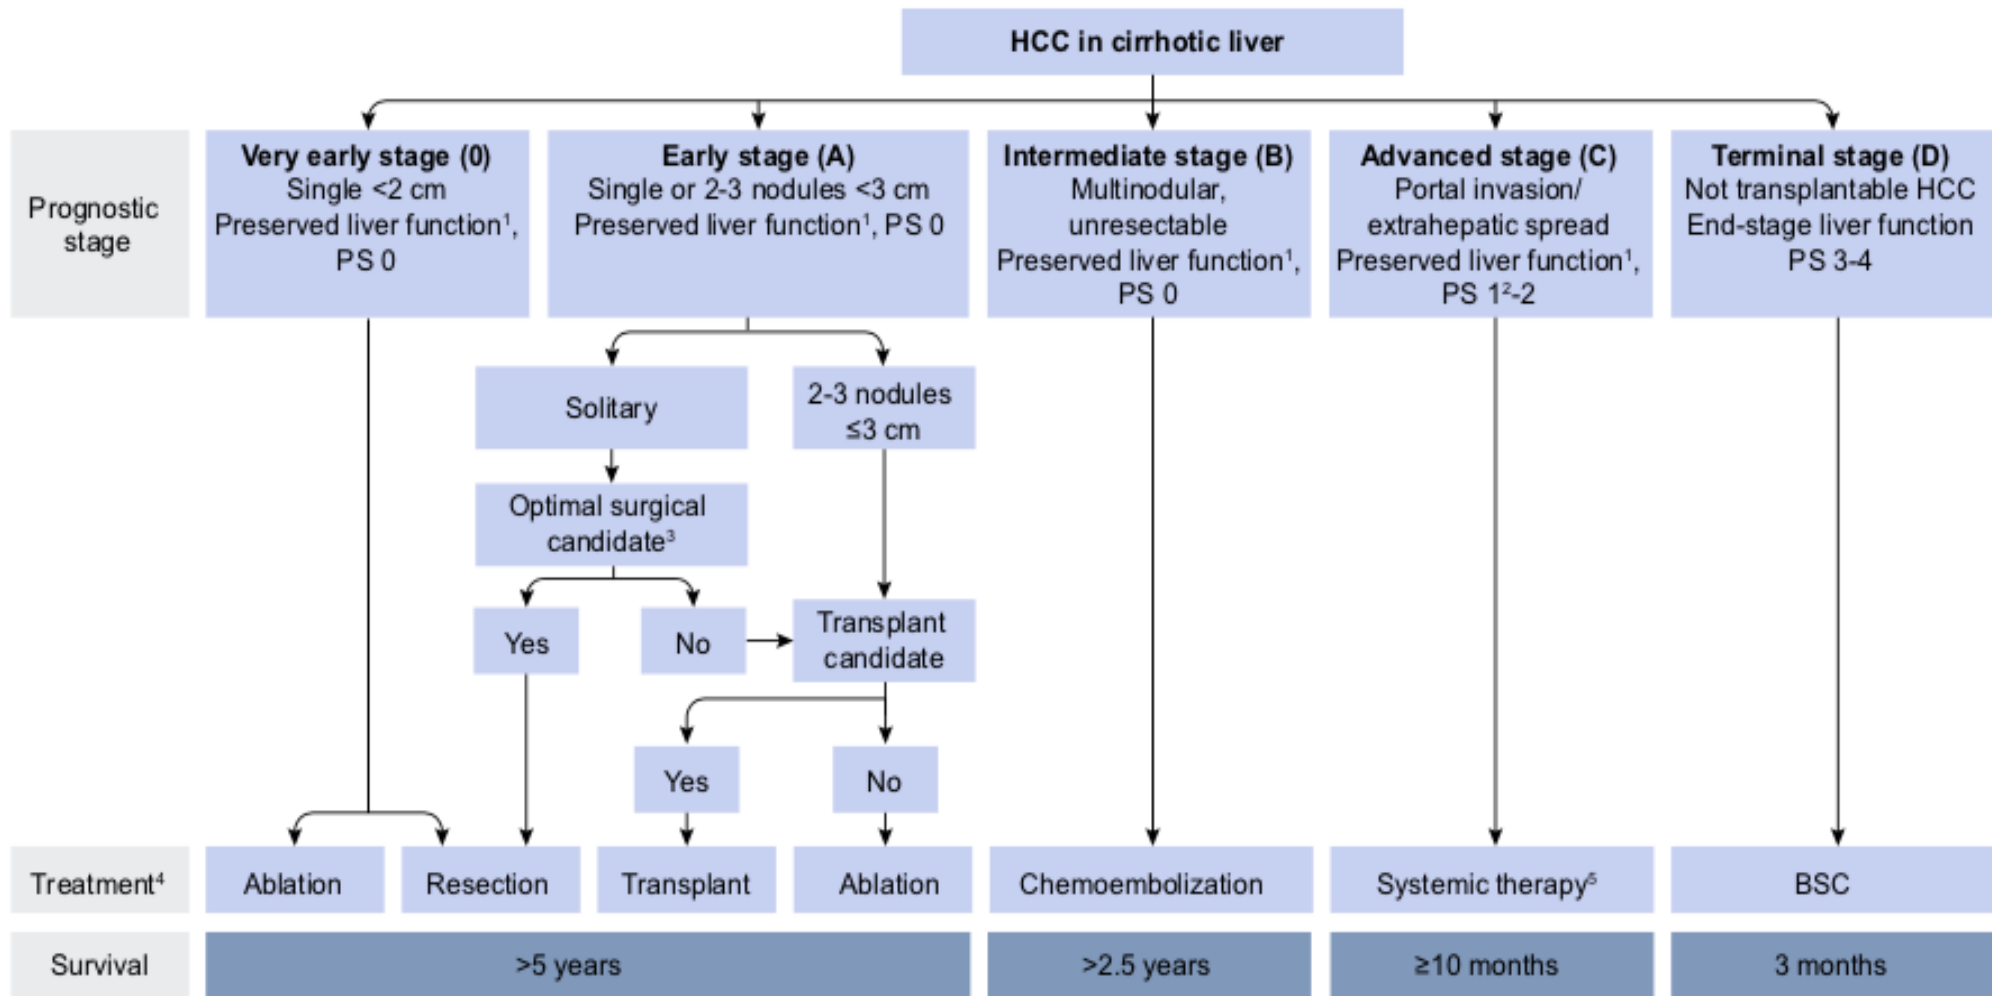 HCC in cirrhotic liver
Prognostic
stage
Very early stage (0)
Single <2 cm
Preserved liver function¹,
PS 0
Early stage (A)
Single or 2-3 nodules <3 cm
Preserved liver function¹, PS 0
Intermediate stage (B)
Multinodular,
unresectable
Preserved liver function¹,
PS 0
Advanced stage (C)
Portal invasion/
extrahepatic spread
Preserved liver function¹,
PS 1²-2
Terminal stage (D)
Not transplantable HCC
End-stage liver function
PS 3-4
Solitary
2-3 nodules
≤3 cm
Optimal surgical
candidate³
Yes
No
Transplant
candidate
Yes
No
Treatment⁴
Ablation
Resection
Transplant
Ablation
Chemoembolization
Systemic therapy⁵
BSC
Survival
>5 years
>2.5 years
≥10 months
3 months